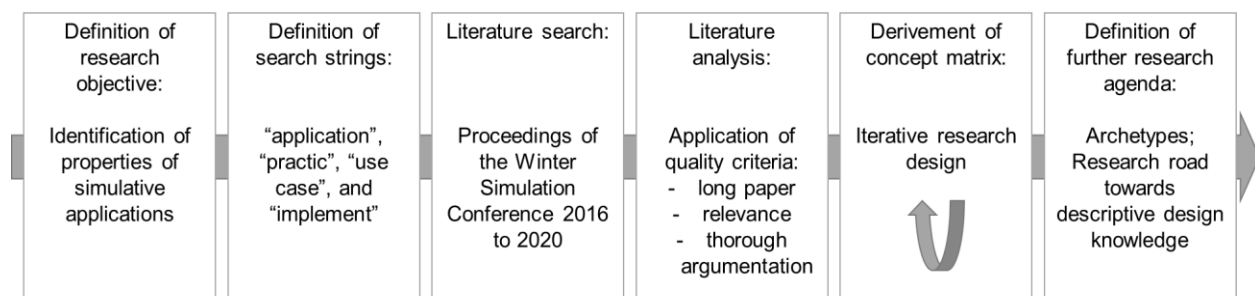 Definition of
research
objective:
Identification of
properties of
simulative
applications
Definition of
search strings:
“application”,
“practic”, “use
case”, and
“implement”
Literature search:
Proceedings of
the Winter
Simulation
Conference 2016
to 2020
Literature
analysis:
Application of
quality criteria:
- long paper
- relevance
- thorough
argumentation
Derivement of
concept matrix:
Iterative research
design
Definition of
further research
agenda:
Archetypes;
Research road
towards
descriptive design
knowledge